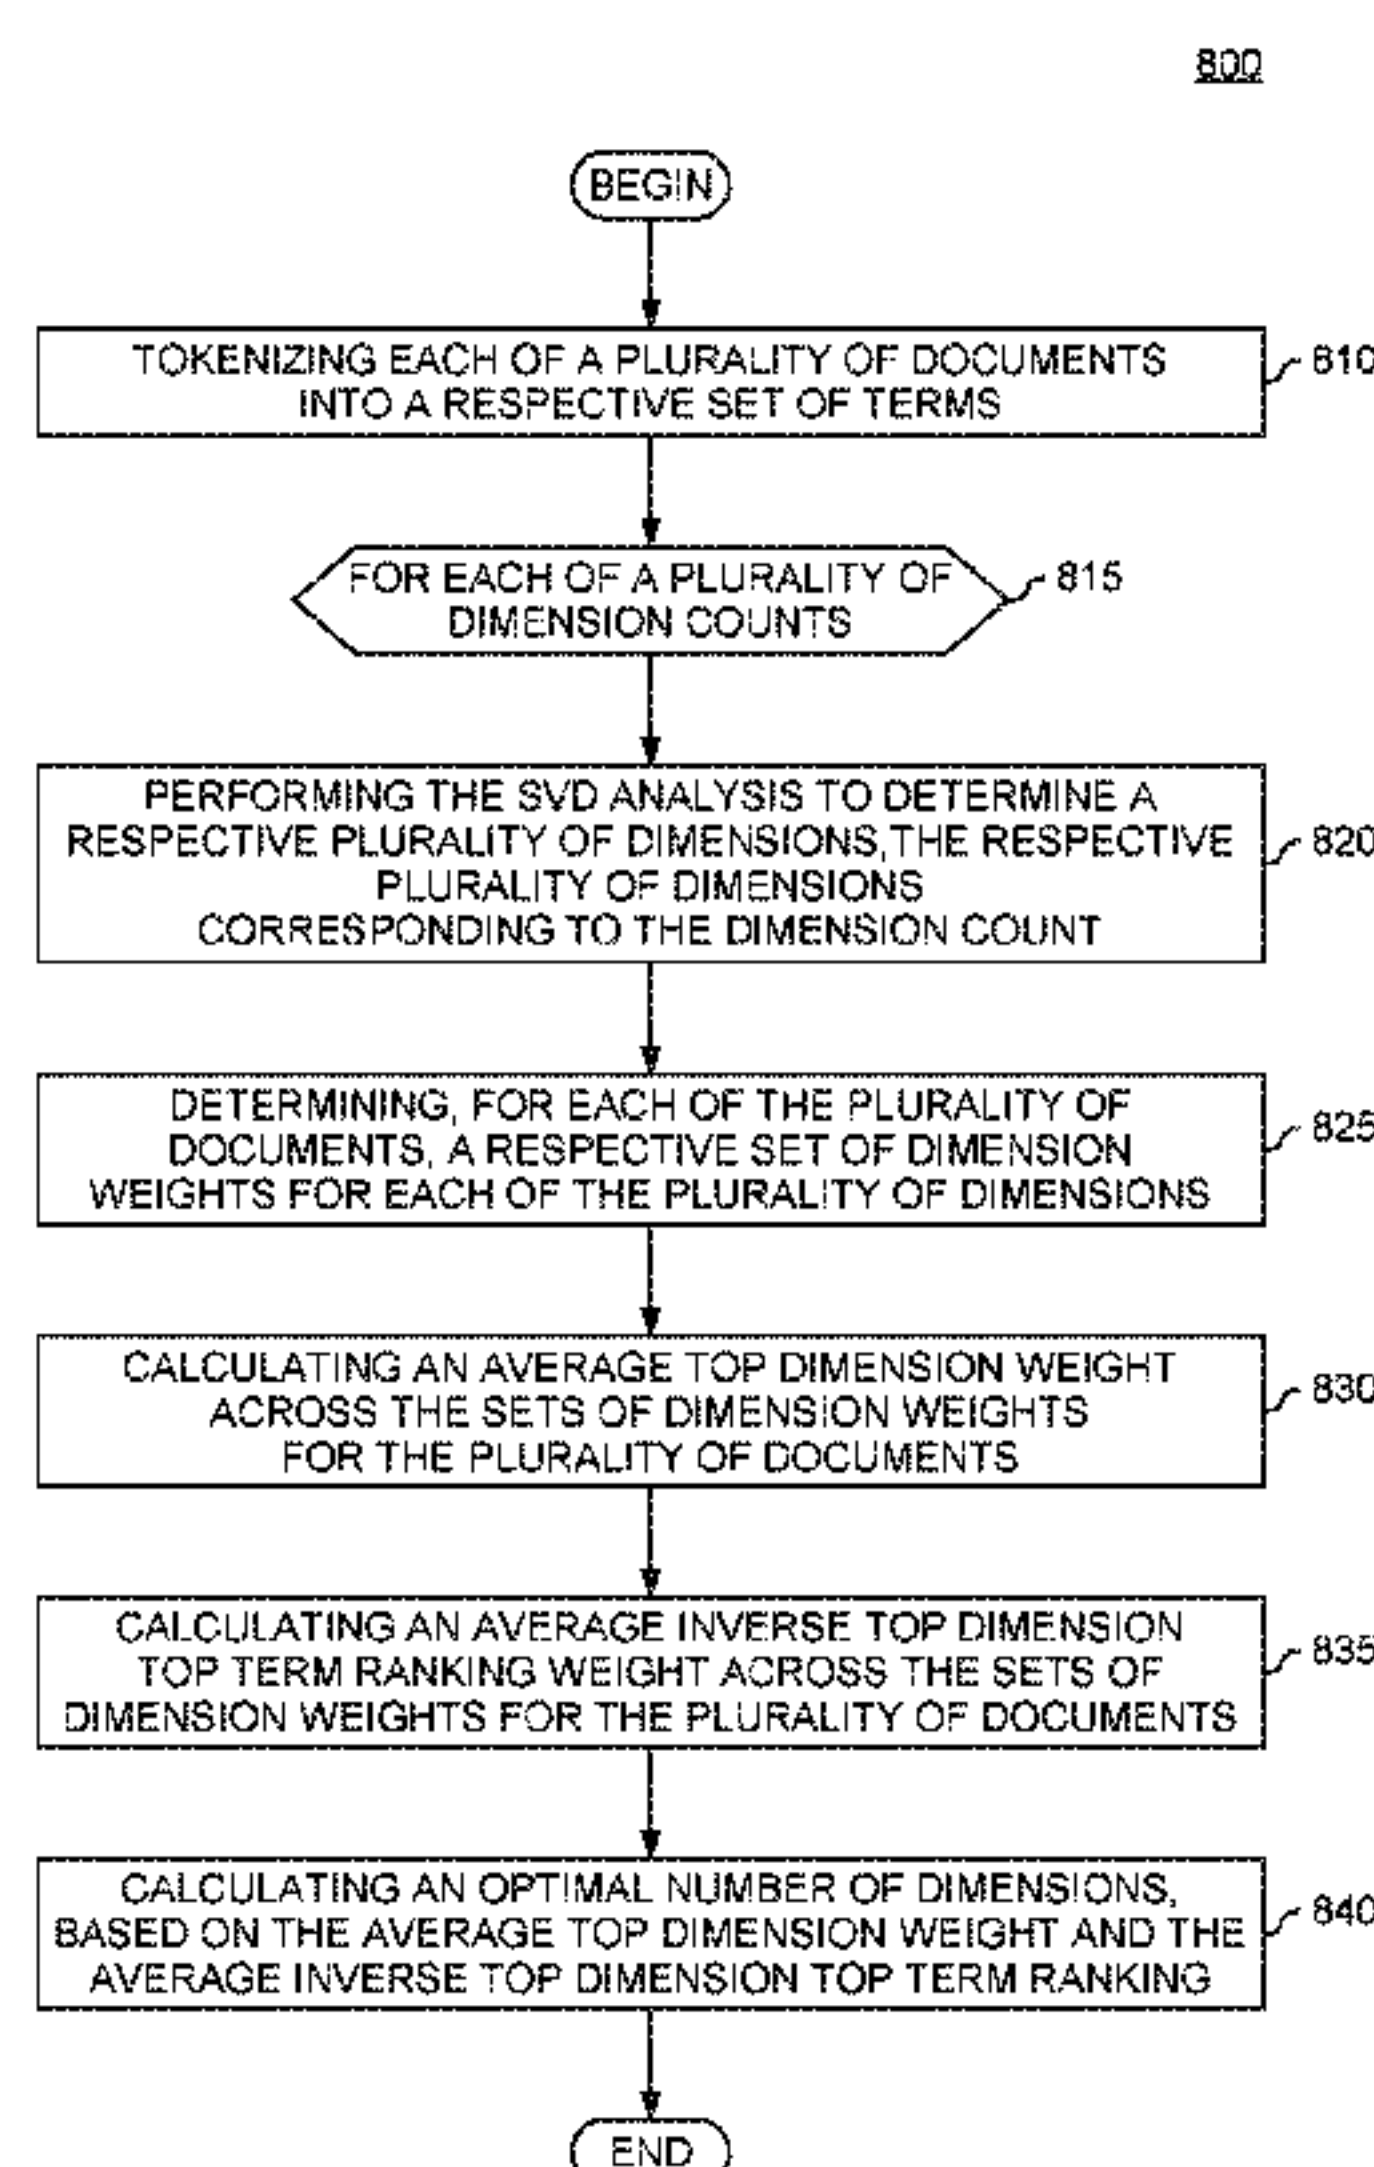 800
BEGIN
TOKENIZING EACH OF A PLURALITY OF DOCUMENTS
INTO A RESPECTIVE SET OF TERMS
810
FOR EACH OF A PLURALITY OF
DIMENSION COUNTS
815
PERFORMING THE SVD ANALYSIS TO DETERMINE A
RESPECTIVE PLURALITY OF DIMENSIONS, THE RESPECTIVE
PLURALITY OF DIMENSIONS
CORRESPONDING TO THE DIMENSION COUNT
820
DETERMINING, FOR EACH OF THE PLURALITY OF
DOCUMENTS, A RESPECTIVE SET OF DIMENSION
WEIGHTS FOR EACH OF THE PLURALITY OF DIMENSIONS
825
CALCULATING AN AVERAGE TOP DIMENSION WEIGHT
ACROSS THE SETS OF DIMENSION WEIGHTS
FOR THE PLURALITY OF DOCUMENTS
830
CALCULATING AN AVERAGE INVERSE TOP DIMENSION
TOP TERM RANKING WEIGHT ACROSS THE SETS OF
DIMENSION WEIGHTS FOR THE PLURALITY OF DOCUMENTS
835
CALCULATING AN OPTIMAL NUMBER OF DIMENSIONS,
BASED ON THE AVERAGE TOP DIMENSION WEIGHT AND THE
AVERAGE INVERSE TOP DIMENSION TOP TERM RANKING
840
END